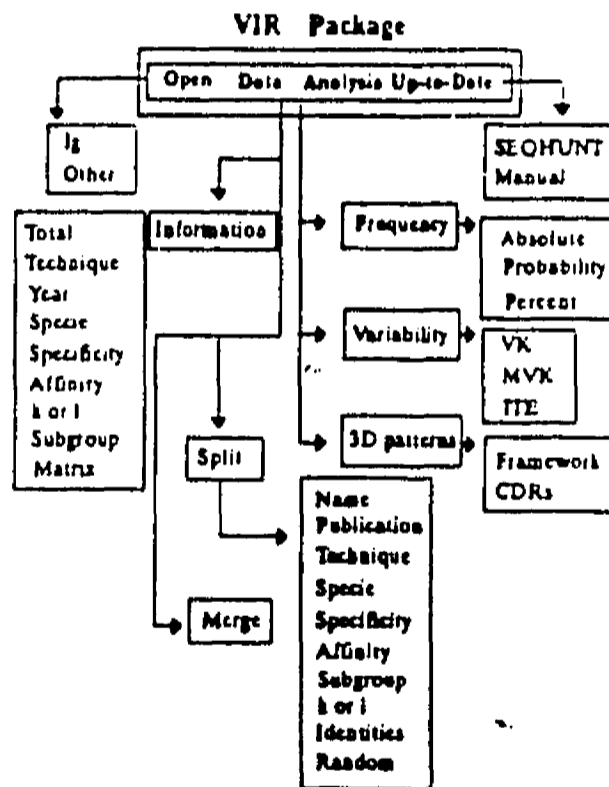 VIR Package
Open Data Analysis Up-to-Date
Ig
Other
SEQHUNT
Manual
Total
Technique
Year
Specie
Specificity
Affinity
k or l
Subgroup
Matrix
Information
Frequency
Absolute
Probability
Percent
Variability
VK
MVK
TTE
3D patterns
Framework
CDRs
Split
Merge
Name
Publication
Technique
Specie
Specificity
Affinity
Subgroup
k or l
Identities
Random